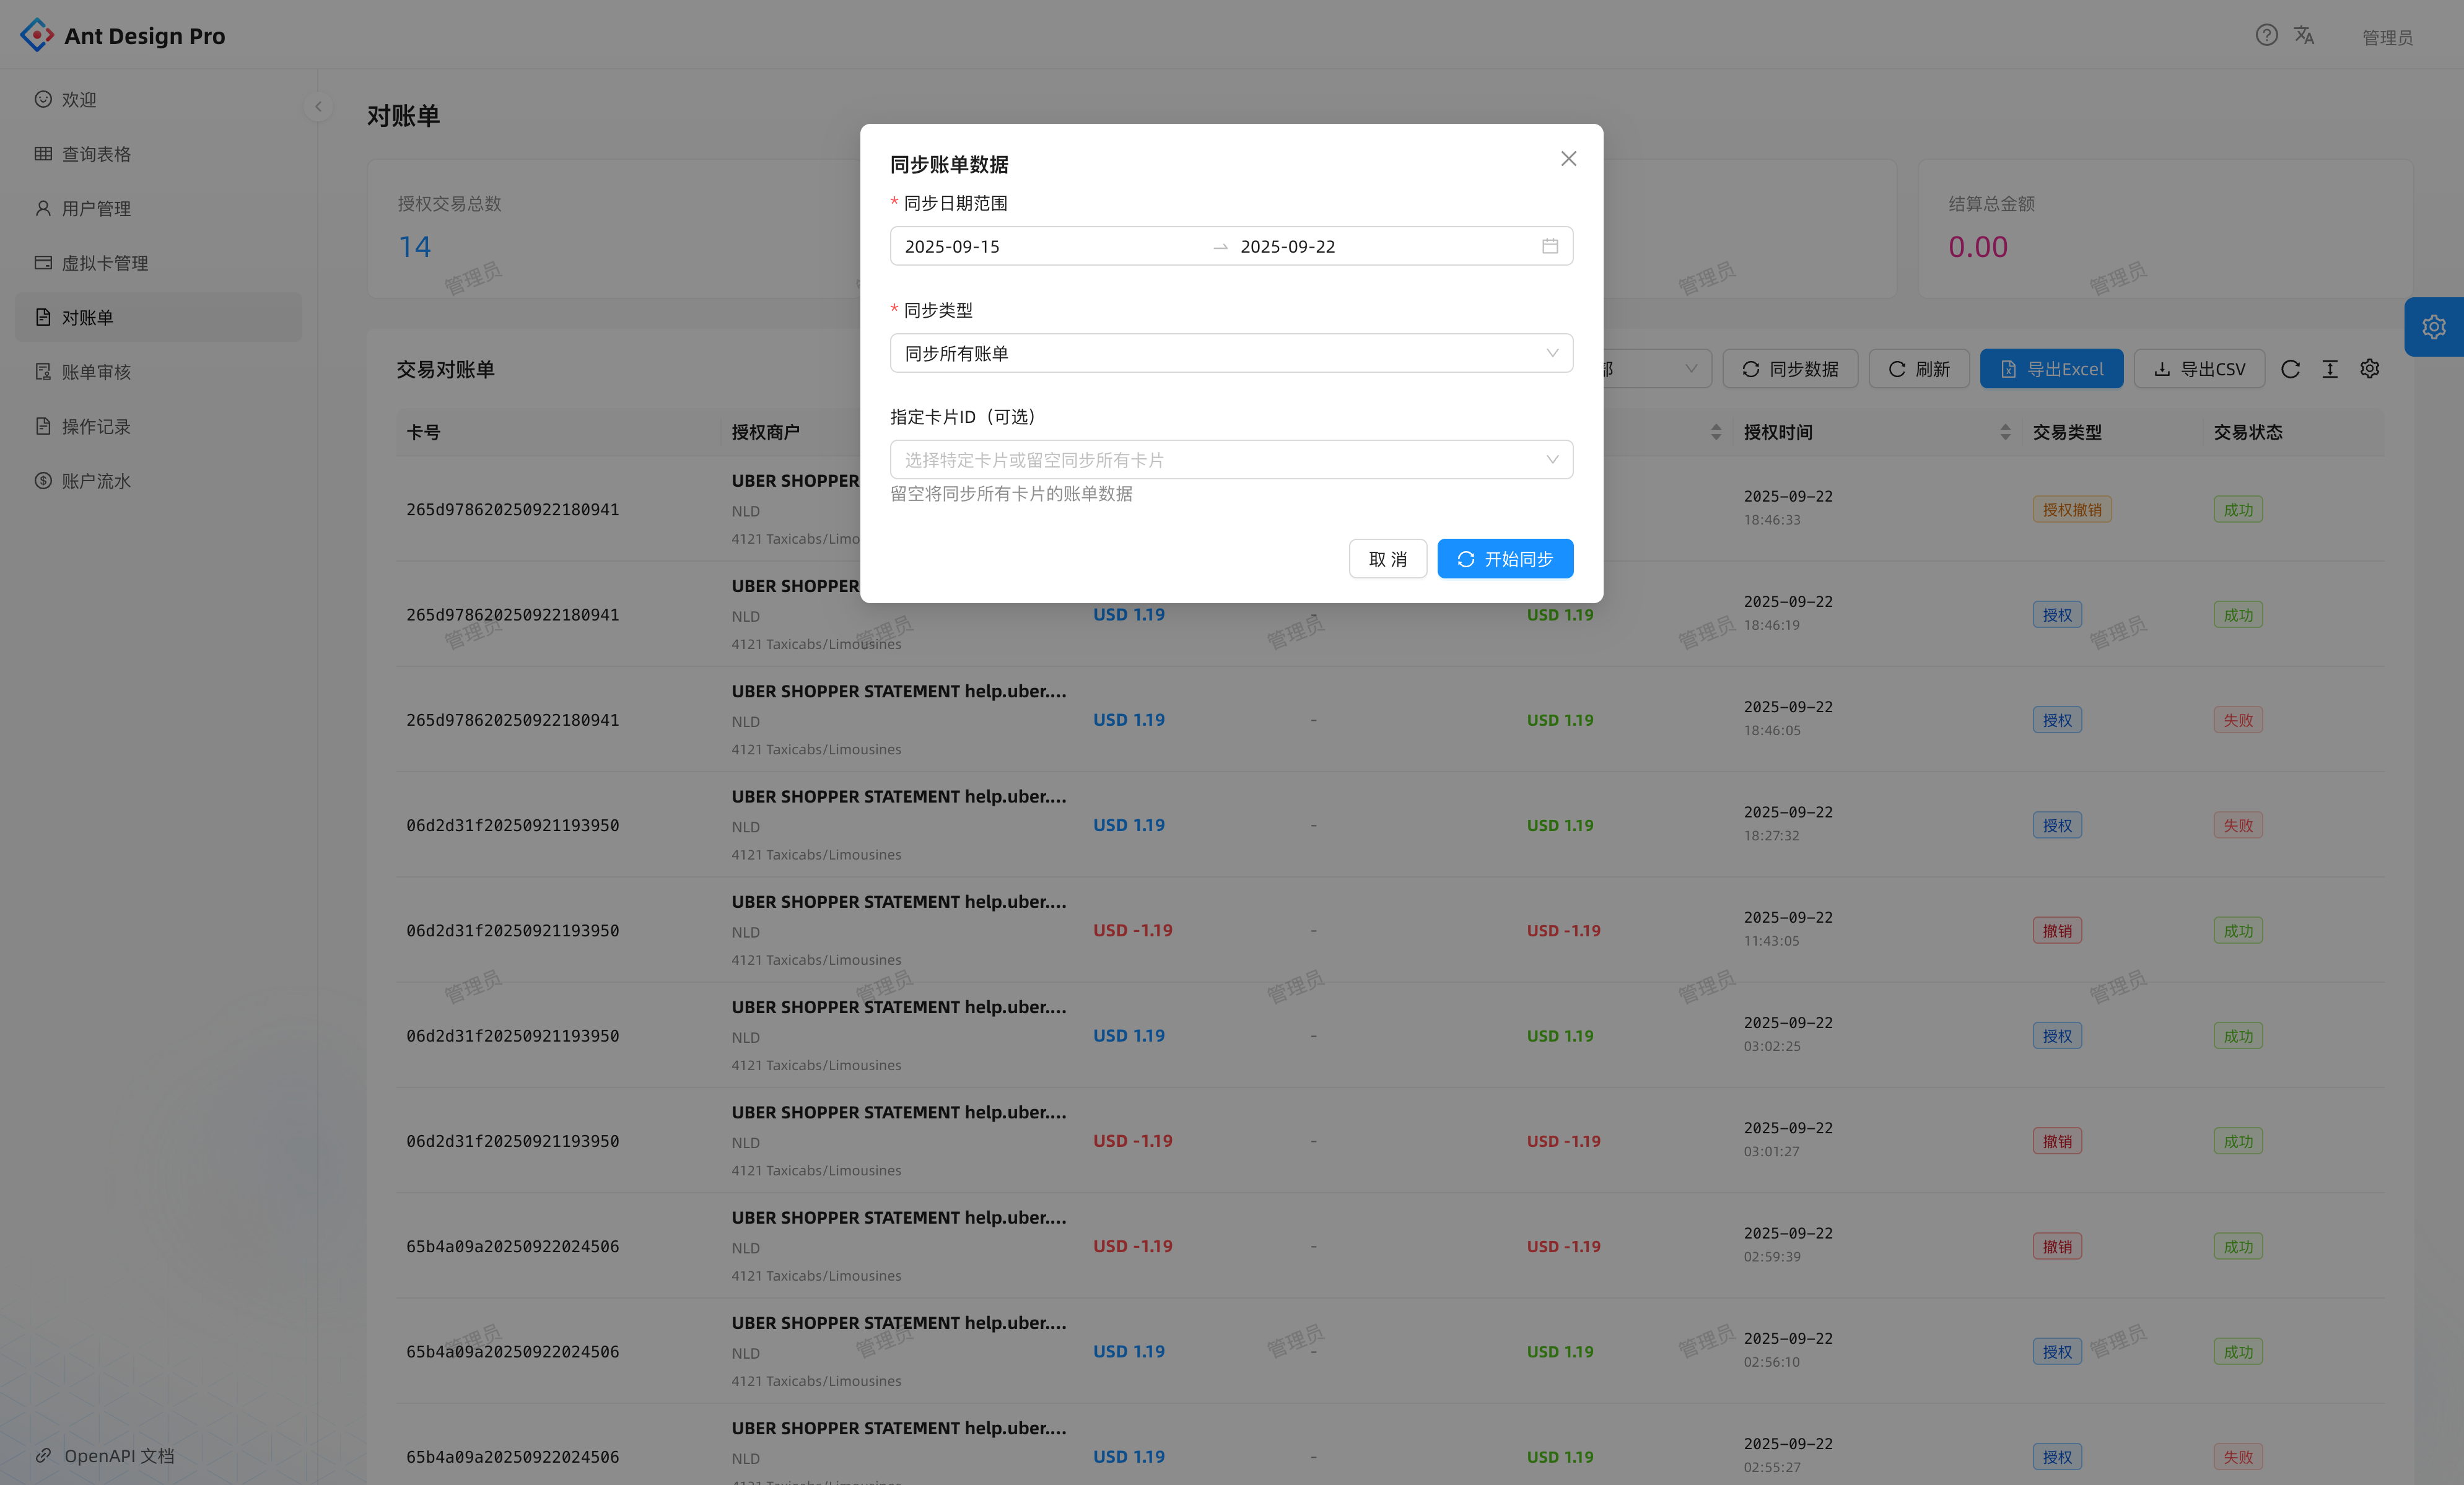 Ant Design Pro
管理员
欢迎
查询表格
用户管理
虚拟卡管理
对账单
账单审核
操作记录
账户流水
OpenAPI 文档
对账单
授权交易总数
14
结算总金额
0.00
同步账单数据
* 同步日期范围
2025-09-15 → 2025-09-22
* 同步类型
同步所有账单
指定卡片ID（可选）
选择特定卡片或留空同步所有卡片
留空将同步所有卡片的账单数据
取 消 开始同步
交易对账单
同步数据 刷新 导出Excel 导出CSV
卡号 授权商户 授权时间 交易类型 交易状态
UBER SHOPPER
265d978620250922180941 NLD 2025-09-22 授权撤销 成功
4121 Taxicabs/Limo 18:46:33
UBER SHOPPER
265d978620250922180941 NLD USD 1.19 - USD 1.19 2025-09-22 授权 成功
4121 Taxicabs/Limousines 18:46:19
UBER SHOPPER STATEMENT help.uber....
265d978620250922180941 NLD USD 1.19 - USD 1.19 2025-09-22 授权 失败
4121 Taxicabs/Limousines 18:46:05
UBER SHOPPER STATEMENT help.uber....
06d2d31f20250921193950 NLD USD 1.19 - USD 1.19 2025-09-22 授权 失败
4121 Taxicabs/Limousines 18:27:32
UBER SHOPPER STATEMENT help.uber....
06d2d31f20250921193950 NLD USD -1.19 - USD -1.19 2025-09-22 撤销 成功
4121 Taxicabs/Limousines 11:43:05
UBER SHOPPER STATEMENT help.uber....
06d2d31f20250921193950 NLD USD 1.19 - USD 1.19 2025-09-22 授权 成功
4121 Taxicabs/Limousines 03:02:25
UBER SHOPPER STATEMENT help.uber....
06d2d31f20250921193950 NLD USD -1.19 - USD -1.19 2025-09-22 撤销 成功
4121 Taxicabs/Limousines 03:01:27
UBER SHOPPER STATEMENT help.uber....
65b4a09a20250922024506 NLD USD -1.19 - USD -1.19 2025-09-22 撤销 成功
4121 Taxicabs/Limousines 02:59:39
UBER SHOPPER STATEMENT help.uber....
65b4a09a20250922024506 NLD USD 1.19 - USD 1.19 2025-09-22 授权 成功
4121 Taxicabs/Limousines 02:56:10
UBER SHOPPER STATEMENT help.uber....
65b4a09a20250922024506 NLD USD 1.19 - USD 1.19 2025-09-22 授权 失败
02:55:27
管理员 管理员 管理员
管理员 管理员 管理员 管理员 管理员
管理员 管理员 管理员 管理员 管理员
管理员 管理员 管理员 管理员 管理员